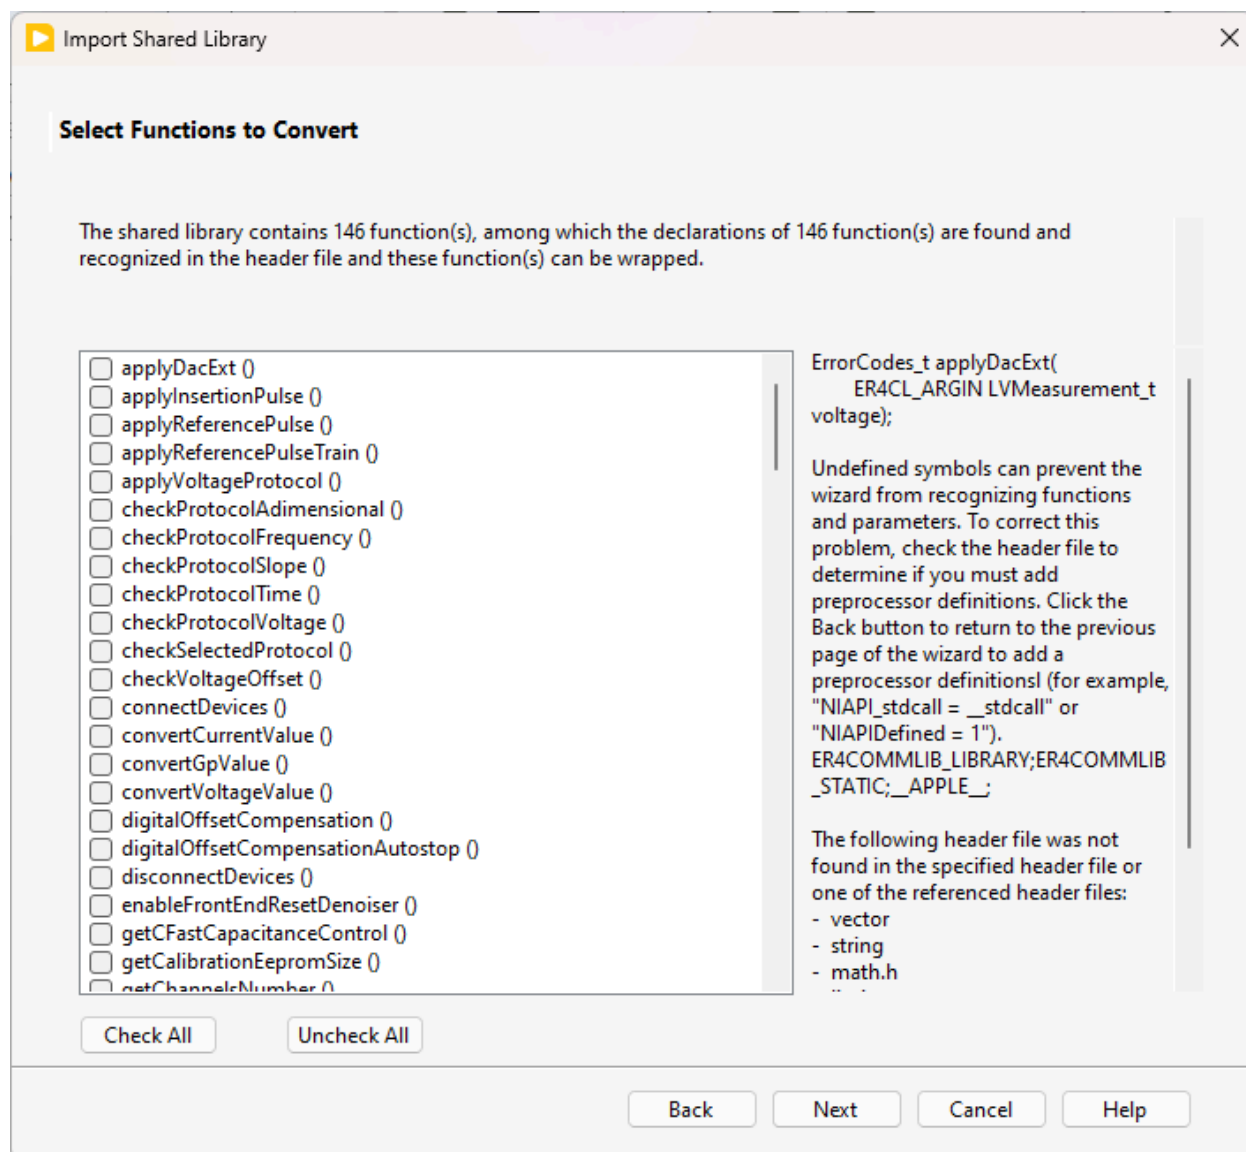 Import Shared Library
Select Functions to Convert
The shared library contains 146 function(s), among which the declarations of 146 function(s) are found and
recognized in the header file and these function(s) can be wrapped.
applyDacExt ()
applyInsertionPulse ()
applyReferencePulse ()
applyReferencePulseTrain ()
applyVoltageProtocol ()
checkProtocolAdimensional ()
checkProtocolFrequency ()
checkProtocolSlope ()
checkProtocolTime ()
checkProtocolVoltage ()
checkSelectedProtocol ()
checkVoltageOffset ()
connectDevices ()
convertCurrentValue ()
convertGpValue ()
convertVoltageValue ()
digitalOffsetCompensation ()
digitalOffsetCompensationAutostop ()
disconnectDevices ()
enableFrontEndResetDenoiser ()
getCFastCapacitanceControl ()
getCalibrationEepromSize ()
getChannelsNumber ()
ErrorCodes_t applyDacExt(
ER4CL_ARGIN LVMeasurement_t
voltage);
Undefined symbols can prevent the
wizard from recognizing functions
and parameters. To correct this
problem, check the header file to
determine if you must add
preprocessor definitions. Click the
Back button to return to the previous
page of the wizard to add a
preprocessor definitionsl (for example,
"NIAPI_stdcall = __stdcall" or
"NIAPIDefined = 1").
ER4COMMLIB_LIBRARY;ER4COMMLIB
_STATIC;__APPLE__;
The following header file was not
found in the specified header file or
one of the referenced header files:
- vector
- string
- math.h
Check All
Uncheck All
Back
Next
Cancel
Help